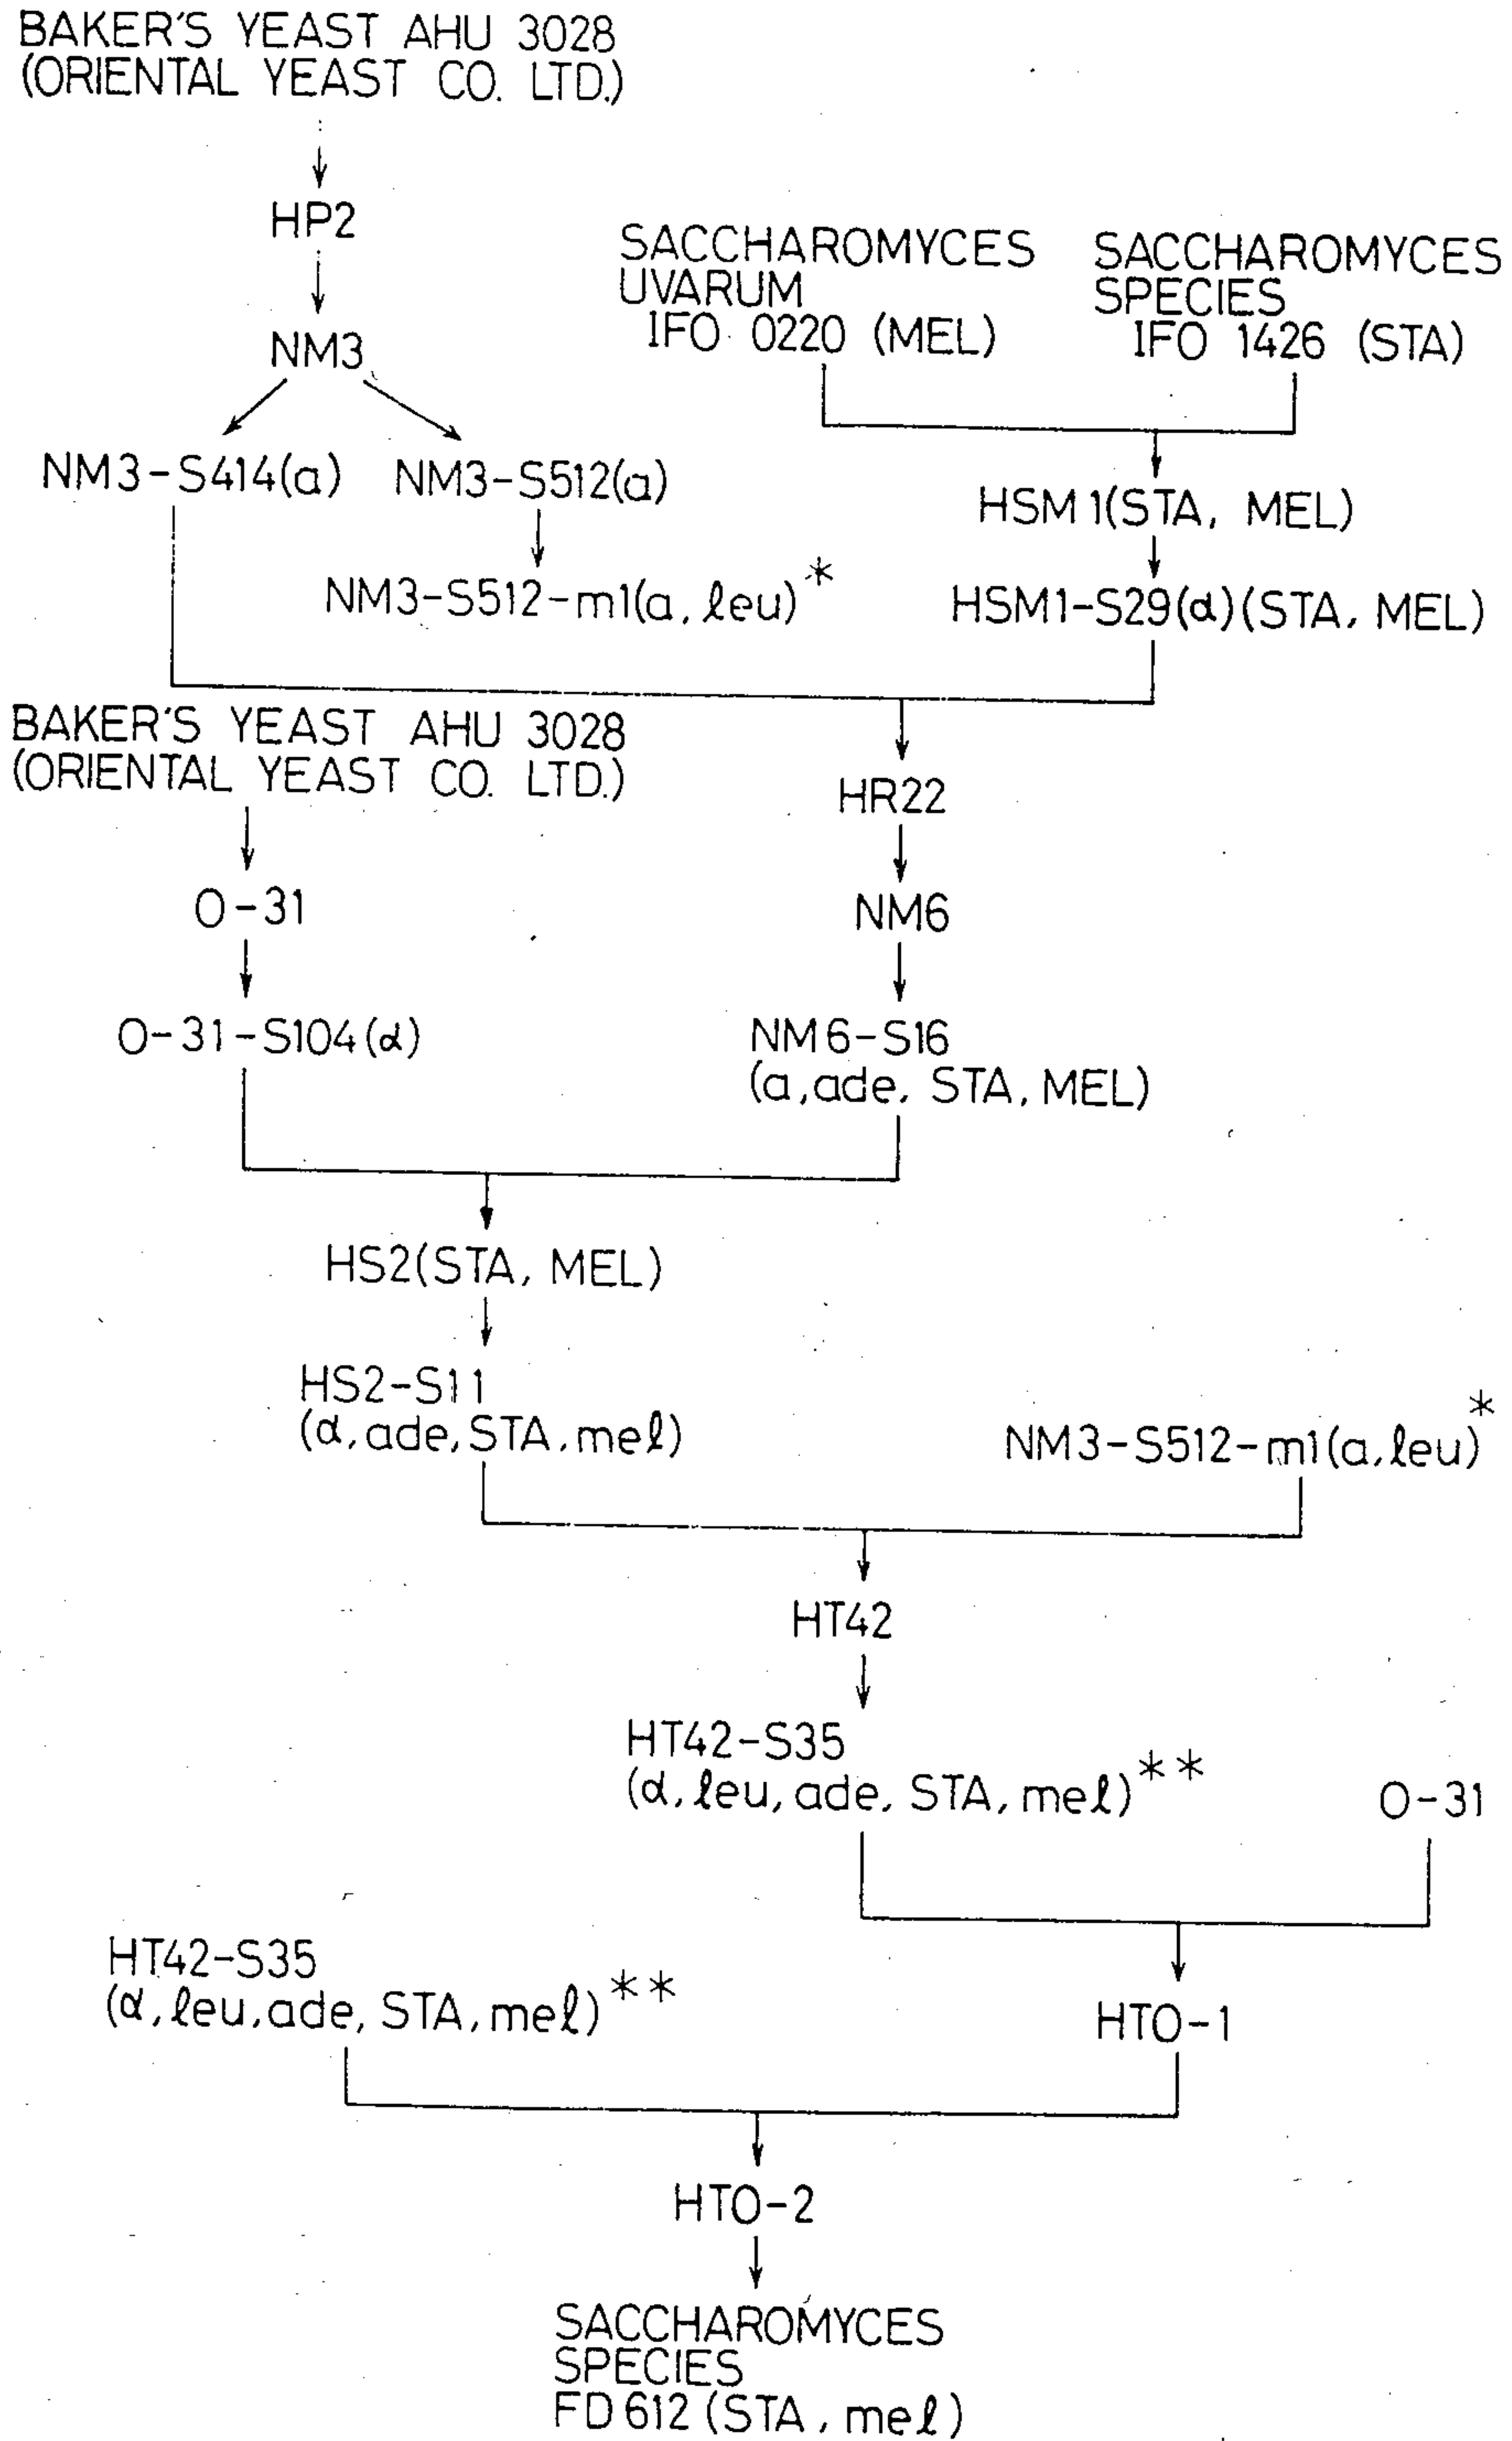 BAKER'S YEAST AHU 3028
(ORIENTAL YEAST CO. LTD.)
HP2
NM3
SACCHAROMYCES
UVARUM
IFO 0220 (MEL)
SACCHAROMYCES
SPECIES
IFO 1426 (STA)
NM3-S414(a)
NM3-S512(a)
HSM1(STA, MEL)
NM3-S512-m1(a, leu)*
HSM1-S29(α)(STA, MEL)
BAKER'S YEAST AHU 3028
(ORIENTAL YEAST CO. LTD.)
HR22
O-31
NM6
O-31-S104(α)
NM6-S16
(a, ade, STA, MEL)
HS2(STA, MEL)
HS2-S11
(α, ade, STA, mel)
NM3-S512-m1(a, leu)*
HT42
HT42-S35
(α, leu, ade, STA, mel)**
O-31
HT42-S35
(α, leu, ade, STA, mel)**
HTO-1
HTO-2
SACCHAROMYCES
SPECIES
FD 612 (STA, mel)